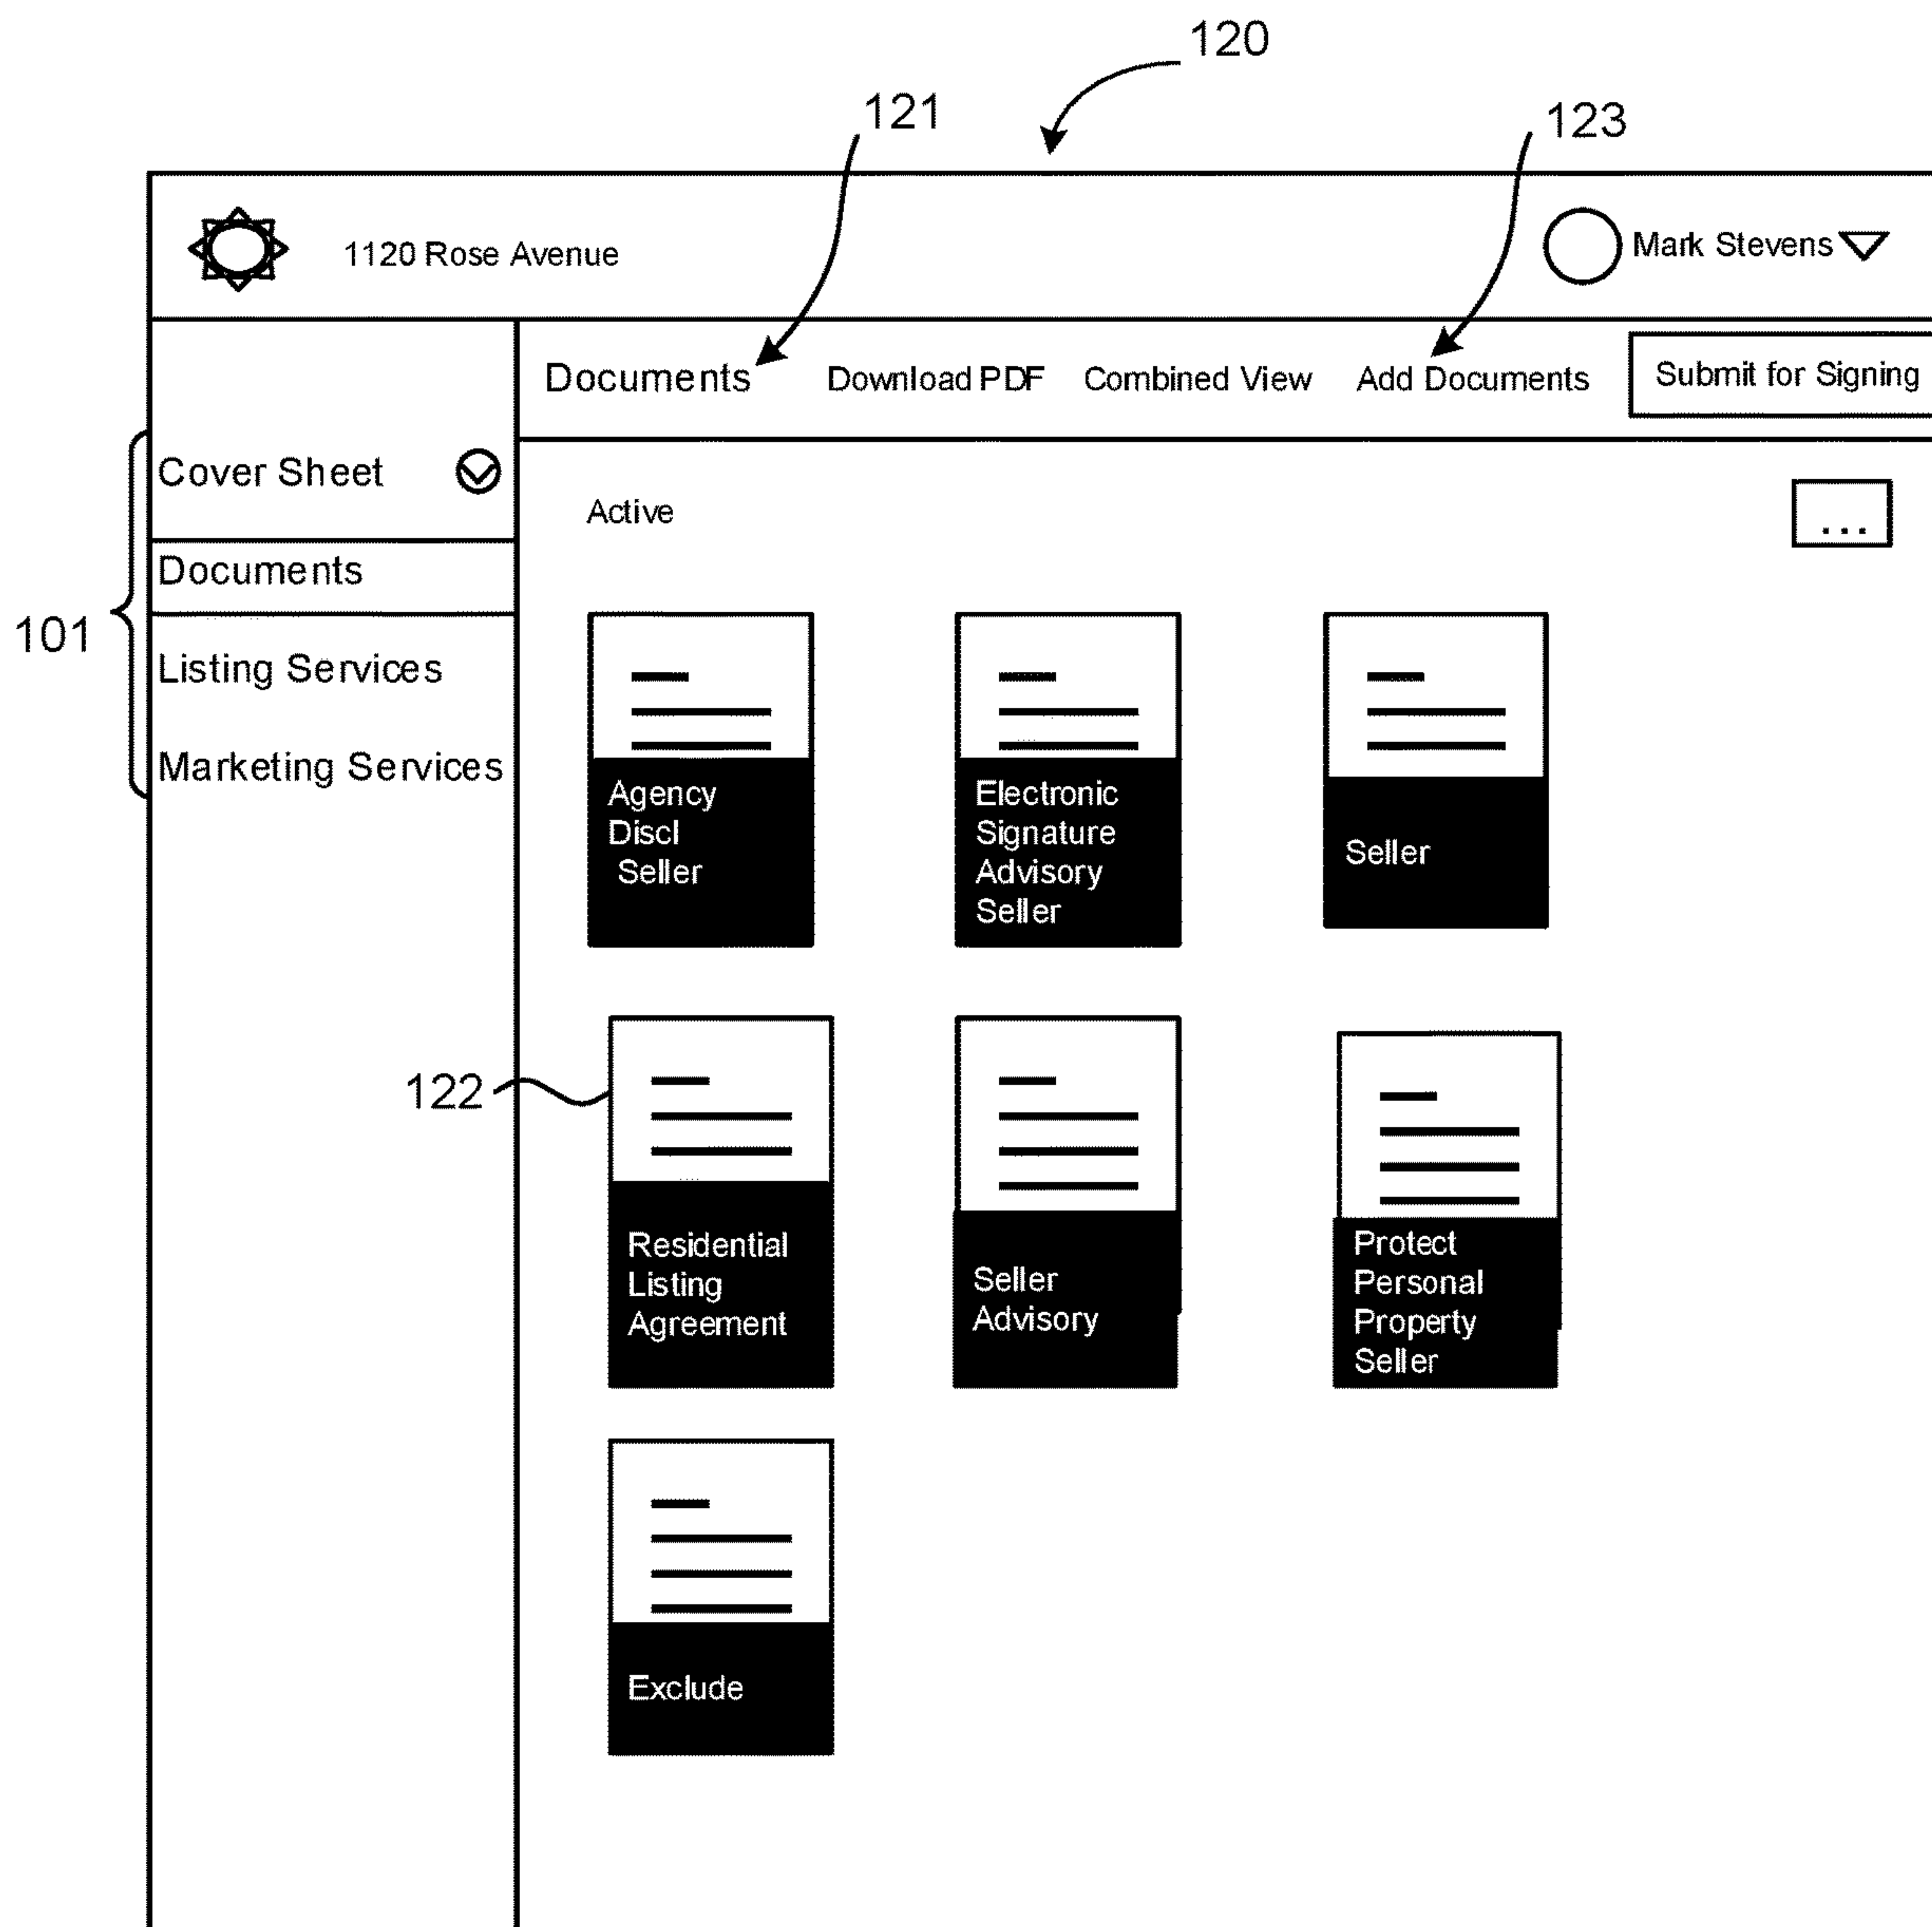 120
121
123
1120 Rose Avenue
Mark Stevens
Documents Download PDF Combined View Add Documents Submit for Signing
101
Cover Sheet
Documents
Listing Services
Marketing Services
Active
...
Agency
Discl
Seller
Electronic
Signature
Advisory
Seller
Seller
122
Residential
Listing
Agreement
Seller
Advisory
Protect
Personal
Property
Seller
Exclude